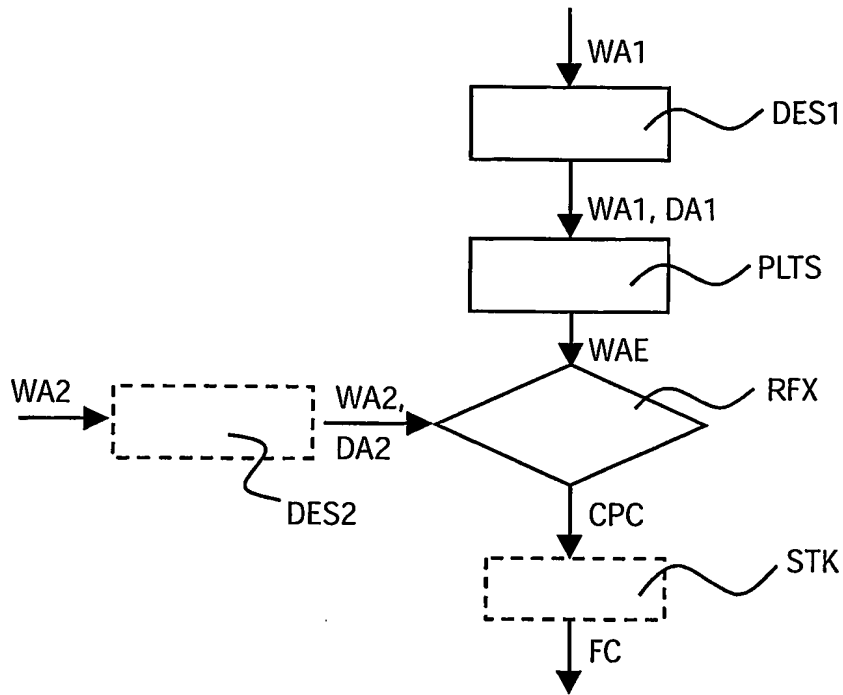 WA1
DES1
WA1, DA1
PLTS
WAE
RFX
WA2
WA2,
DA2
DES2
CPC
STK
FC